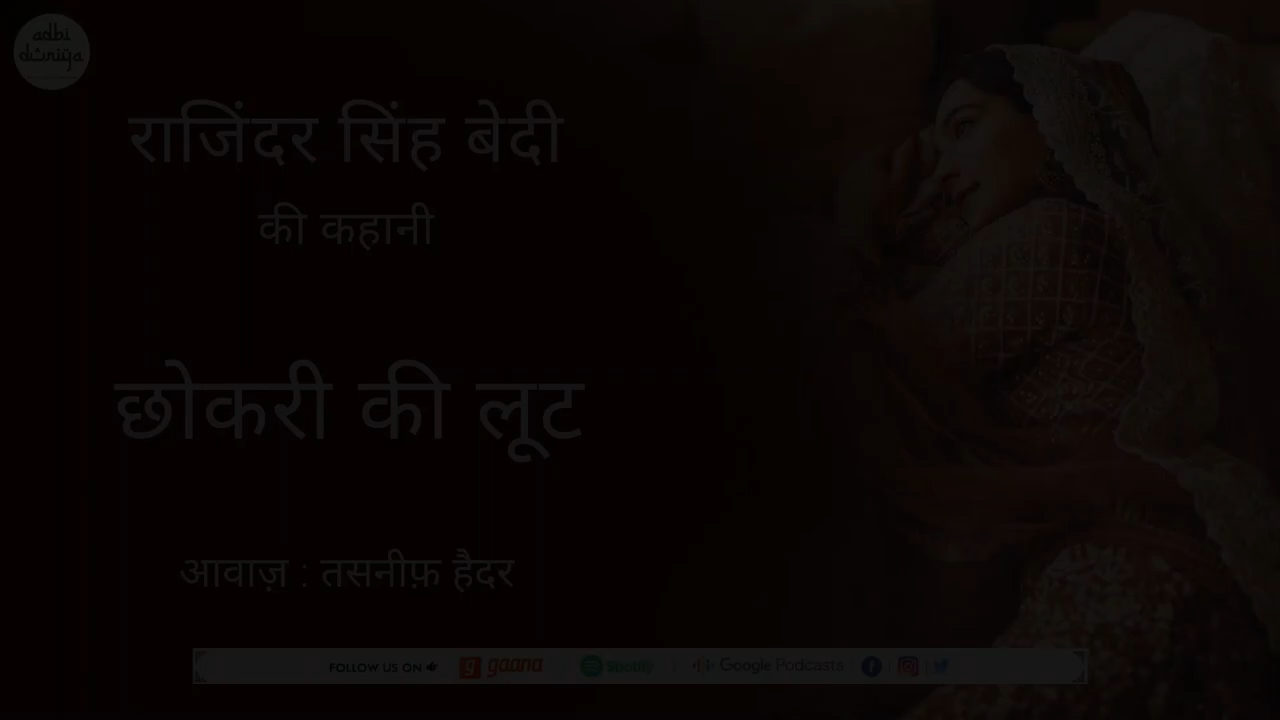 adbi
duniya
राजिंदर सिंह बेदी
की कहानी
छोकरी की लूट
आवाज़ : तसनीफ़ हैदर
FOLLOW US ON gaana | Spotify | Google Podcasts